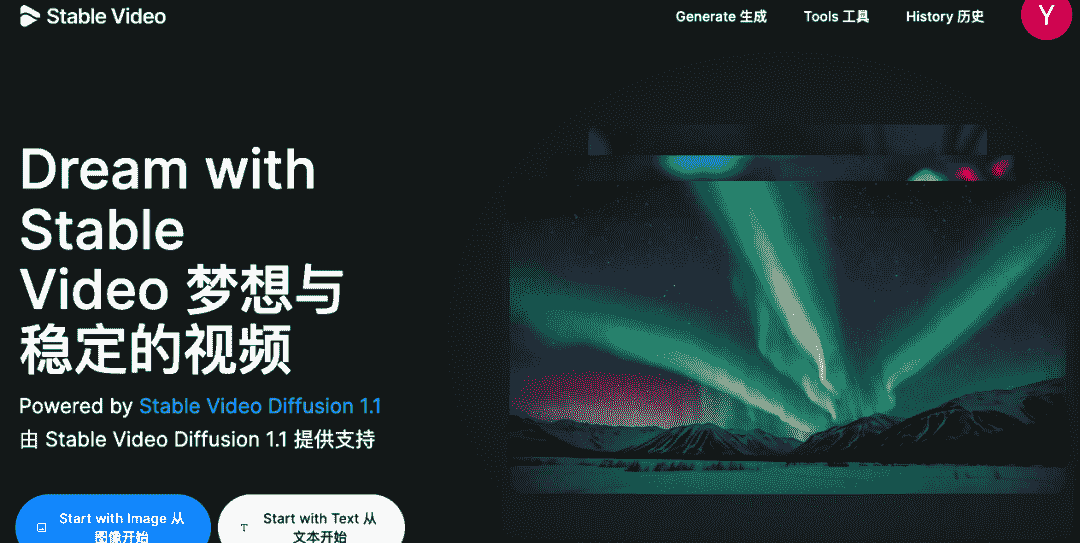 Stable Video
Generate 生成
Tools 工具
History 历史
Y
Dream with
Stable
Video 梦想与
稳定的视频
Powered by Stable Video Diffusion 1.1
由 Stable Video Diffusion 1.1 提供支持
Start with Image 从
图像开始
Start with Text 从
文本开始